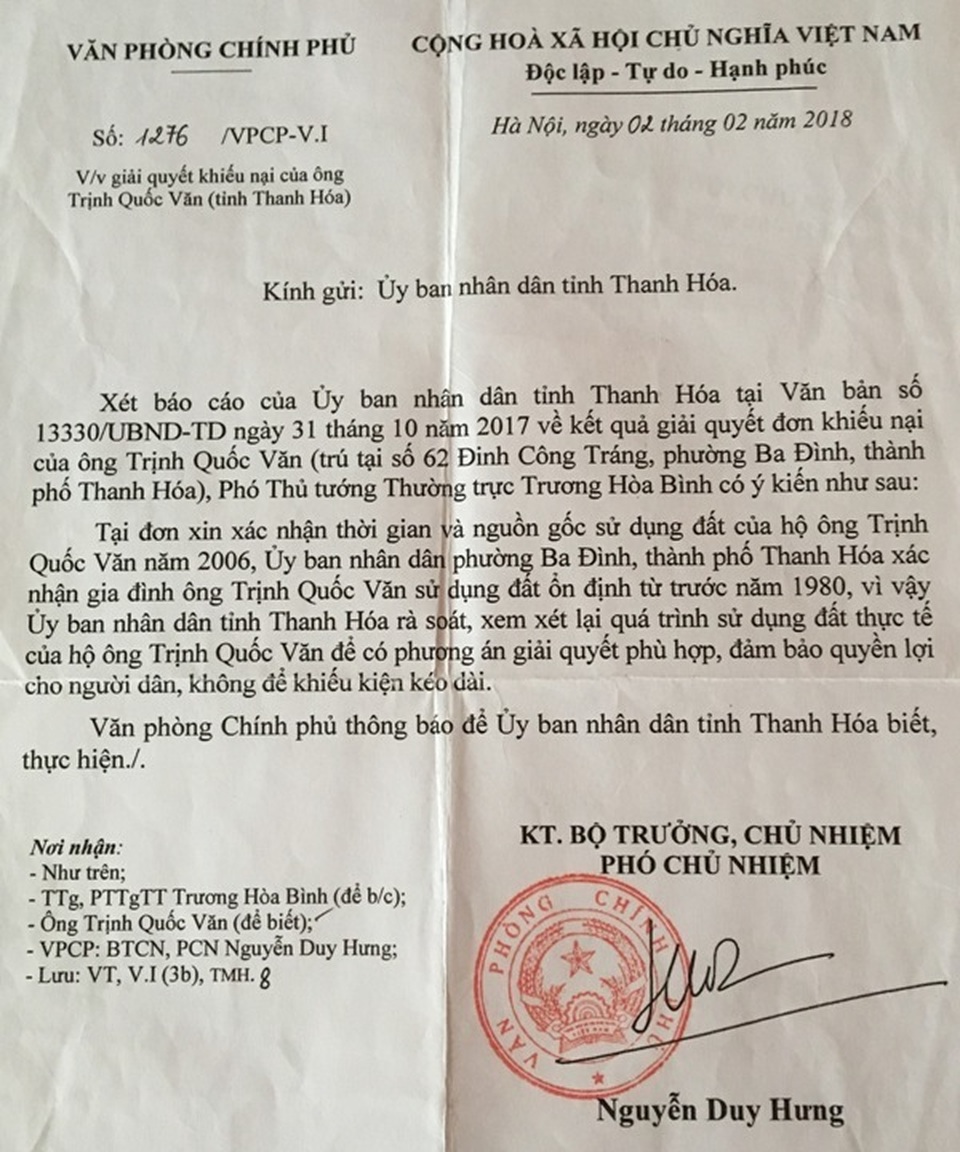 VĂN PHÒNG CHÍNH PHỦ
CỘNG HOÀ XÃ HỘI CHỦ NGHĨA VIỆT NAM
Độc lập - Tự do - Hạnh phúc
Số: 1276 /VPCP-V.I
Hà Nội, ngày 02 tháng 02 năm 2018
V/v giải quyết khiếu nại của ông
Trịnh Quốc Văn (tỉnh Thanh Hóa)
Kính gửi: Ủy ban nhân dân tỉnh Thanh Hóa.
Xét báo cáo của Ủy ban nhân dân tỉnh Thanh Hóa tại Văn bản số
13330/UBND-TD ngày 31 tháng 10 năm 2017 về kết quả giải quyết đơn khiếu nại
của ông Trịnh Quốc Văn (trú tại số 62 Đinh Công Tráng, phường Ba Đình, thành
phố Thanh Hóa), Phó Thủ tướng Thường trực Trương Hòa Bình có ý kiến như sau:
Tại đơn xin xác nhận thời gian và nguồn gốc sử dụng đất của hộ ông Trịnh
Quốc Văn năm 2006, Ủy ban nhân dân phường Ba Đình, thành phố Thanh Hóa xác
nhận gia đình ông Trịnh Quốc Văn sử dụng đất ổn định từ trước năm 1980, vì vậy
Ủy ban nhân dân tỉnh Thanh Hóa rà soát, xem xét lại quá trình sử dụng đất thực tế
của hộ ông Trịnh Quốc Văn để có phương án giải quyết phù hợp, đảm bảo quyền lợi
cho người dân, không để khiếu kiện kéo dài.
Văn phòng Chính phủ thông báo để Ủy ban nhân dân tỉnh Thanh Hóa biết,
thực hiện./.
Nơi nhận:
- Như trên;
- TTg, PTTgTT Trương Hòa Bình (để b/c);
- Ông Trịnh Quốc Văn (để biết);
- VPCP: BTCN, PCN Nguyễn Duy Hưng;
- Lưu: VT, V.I (3b), TMH. 8
KT. BỘ TRƯỞNG, CHỦ NHIỆM
PHÓ CHỦ NHIỆM
VĂN PHÒNG CHÍNH PHỦ
Nguyễn Duy Hưng